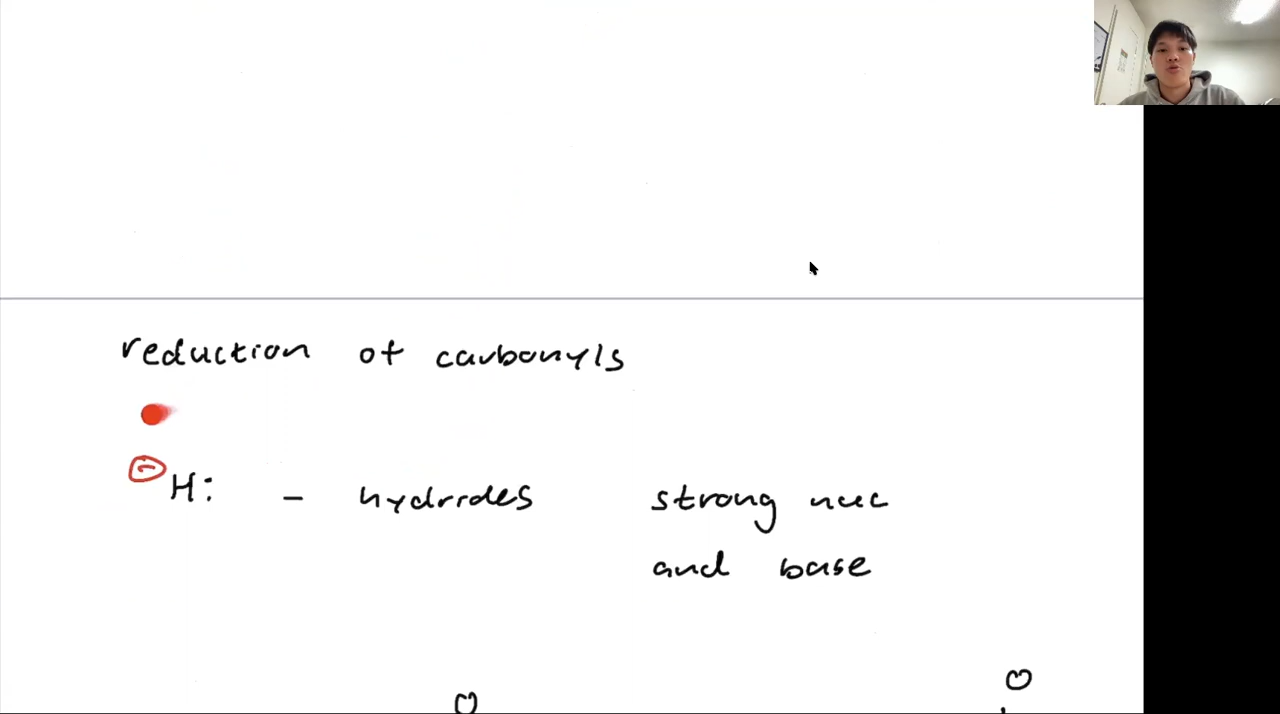 reduction of carbonyls
⊖H: – hydrides strong nuc
and base
O
O